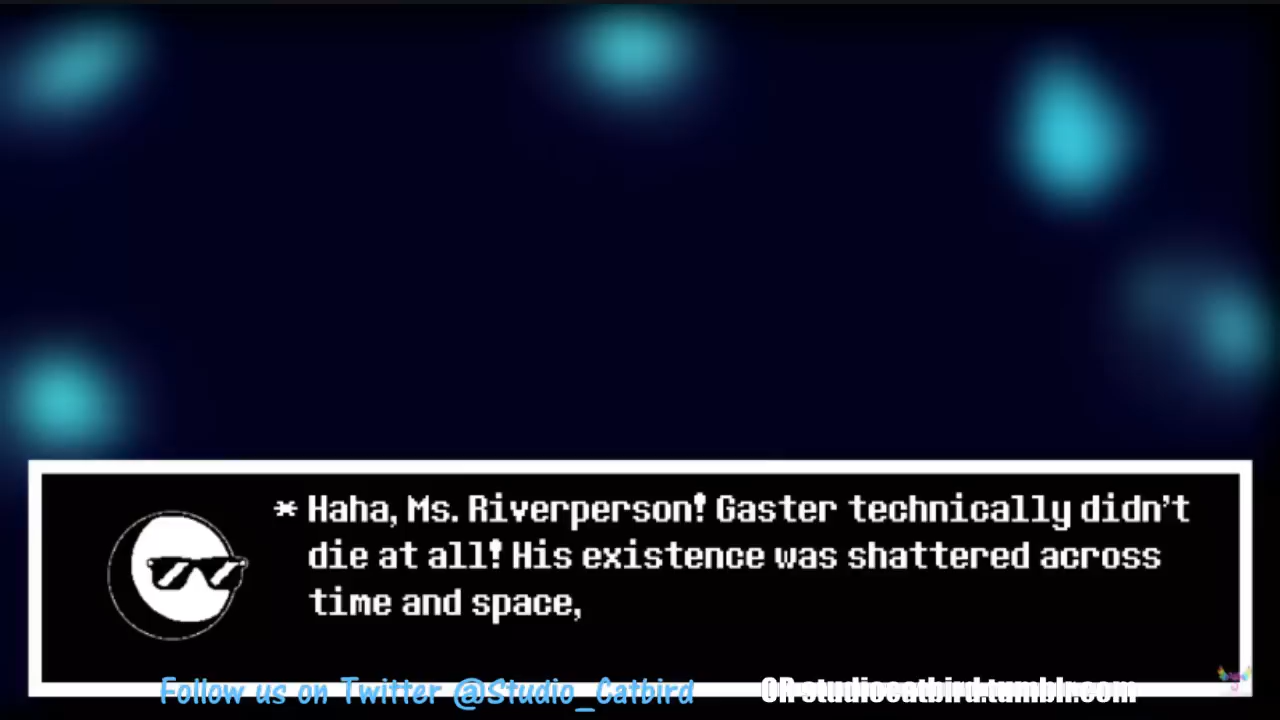 * Haha, Ms. Riverperson! Gaster technically didn't
die at all! His existence was shattered across
time and space,
Follow us on Twitter @Studio_Catbird OR studiocatbird.tumblr.com